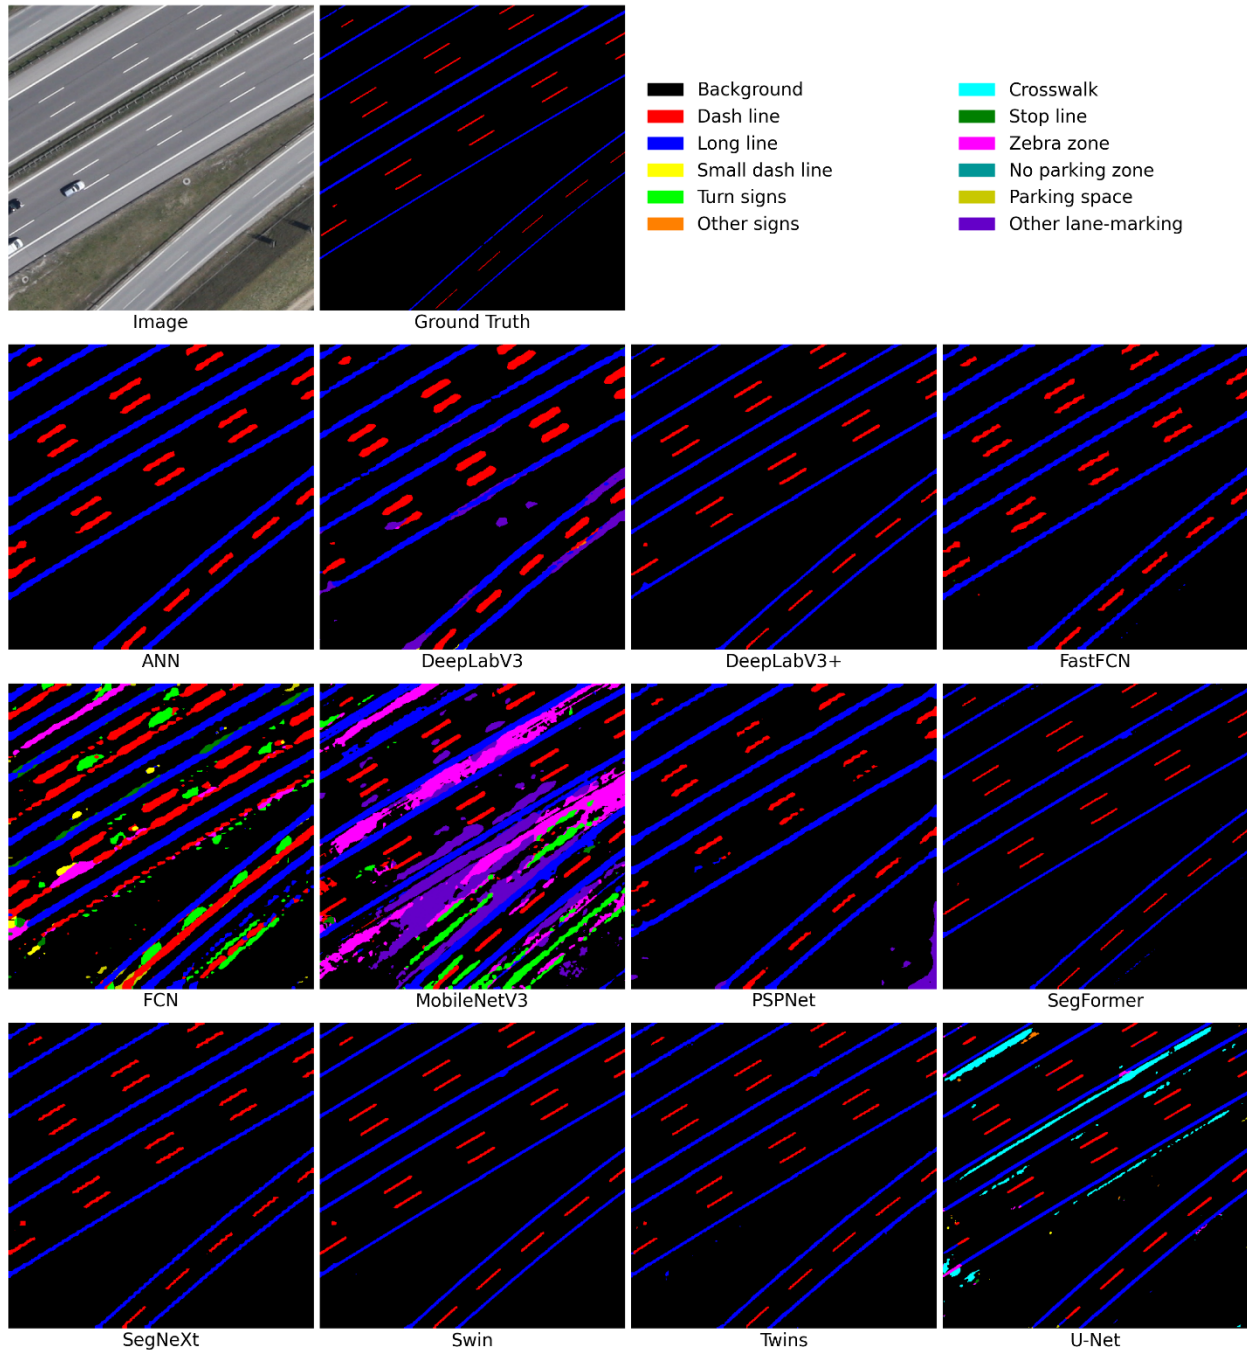 Background
Dash line
Long line
Small dash line
Turn signs
Other signs
Crosswalk
Stop line
Zebra zone
No parking zone
Parking space
Other lane-marking
Image
Ground Truth
ANN
DeepLabV3
DeepLabV3+
FastFCN
FCN
MobileNetV3
PSPNet
SegFormer
SegNeXt
Swin
Twins
U-Net